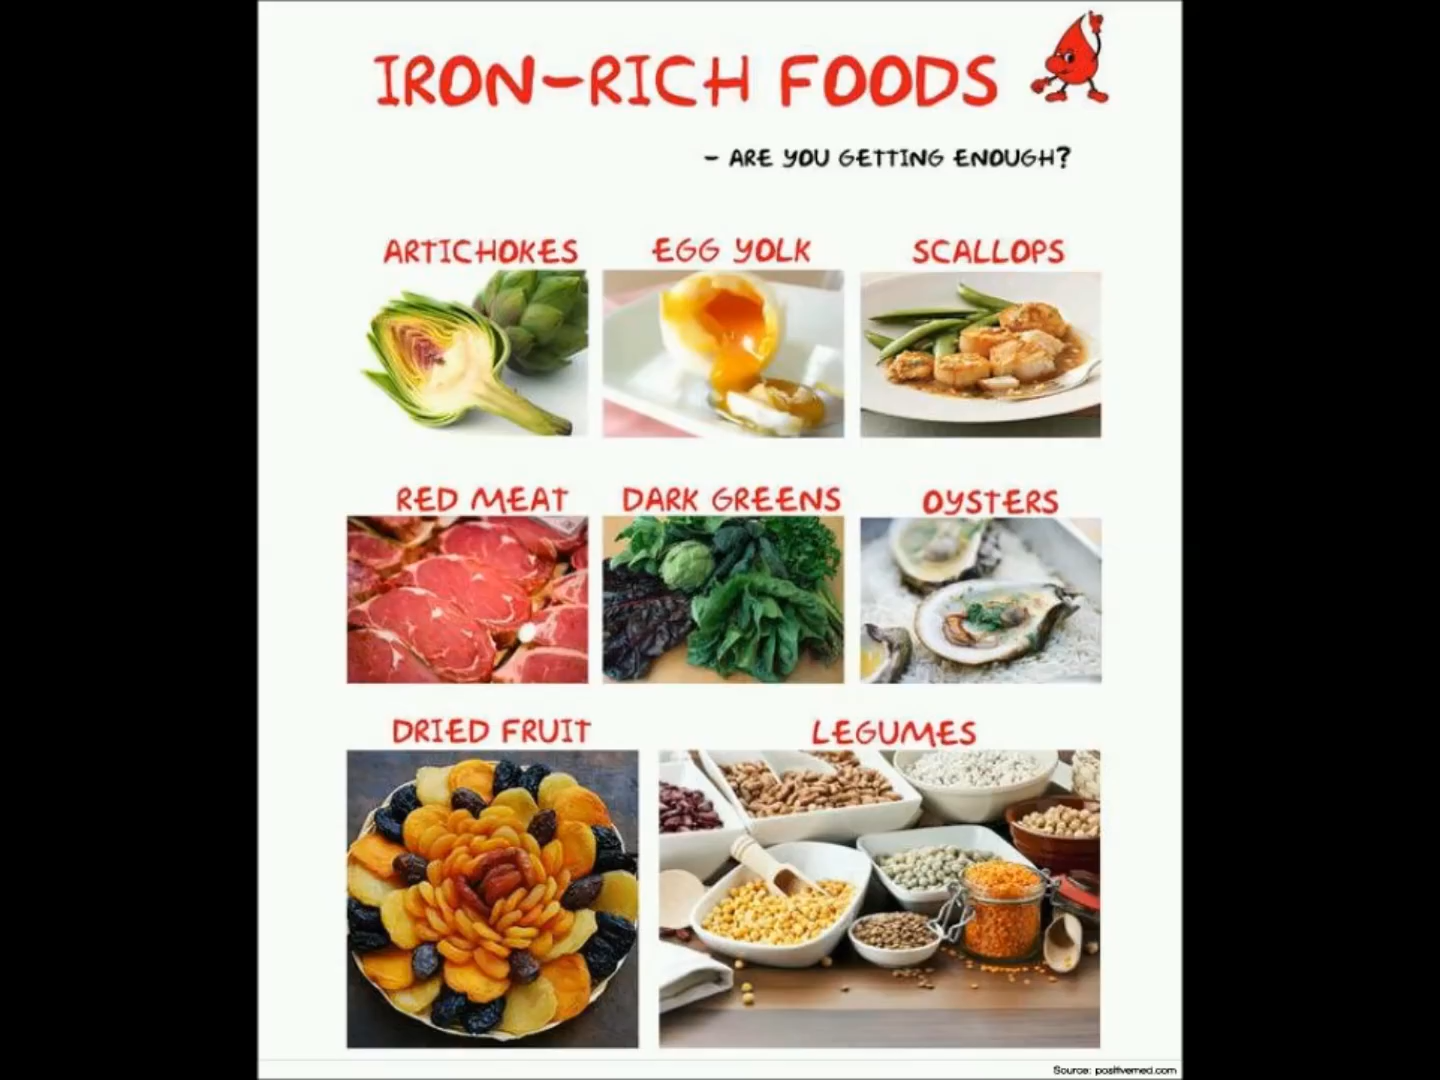 IRON-RICH FOODS
- ARE YOU GETTING ENOUGH?
ARTICHOKES EGG YOLK SCALLOPS
RED MEAT DARK GREENS OYSTERS
DRIED FRUIT LEGUMES
Source: positivemed.com